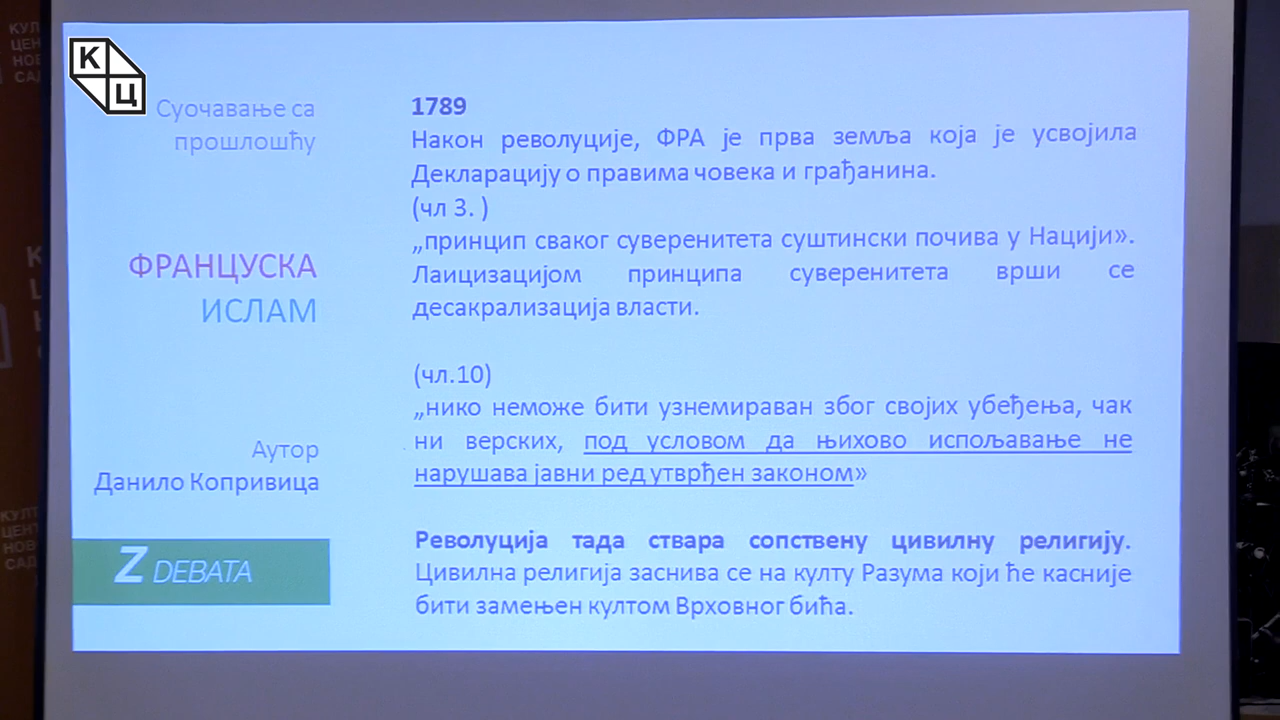 К
Ц
Суочавање са
прошлошћу
ФРАНЦУСКА
ИСЛАМ
Аутор
Данило Копривица
Z DEBATA
1789
Након револуције, ФРА је прва земља која је усвојила
Декларацију о правима човека и грађанина.
(чл 3. )
„принцип сваког суверенитета суштински почива у Нацији».
Лаицизацијом принципа суверенитета врши се
десакрализација власти.
(чл.10)
„нико неможе бити узнемираван због својих убеђења, чак
ни верских, под условом да њихово испољавање не
нарушава јавни ред утврђен законом»
Револуција тада ствара сопствену цивилну религију.
Цивилна религија заснива се на култу Разума који ће касније
бити замењен култом Врховног бића.